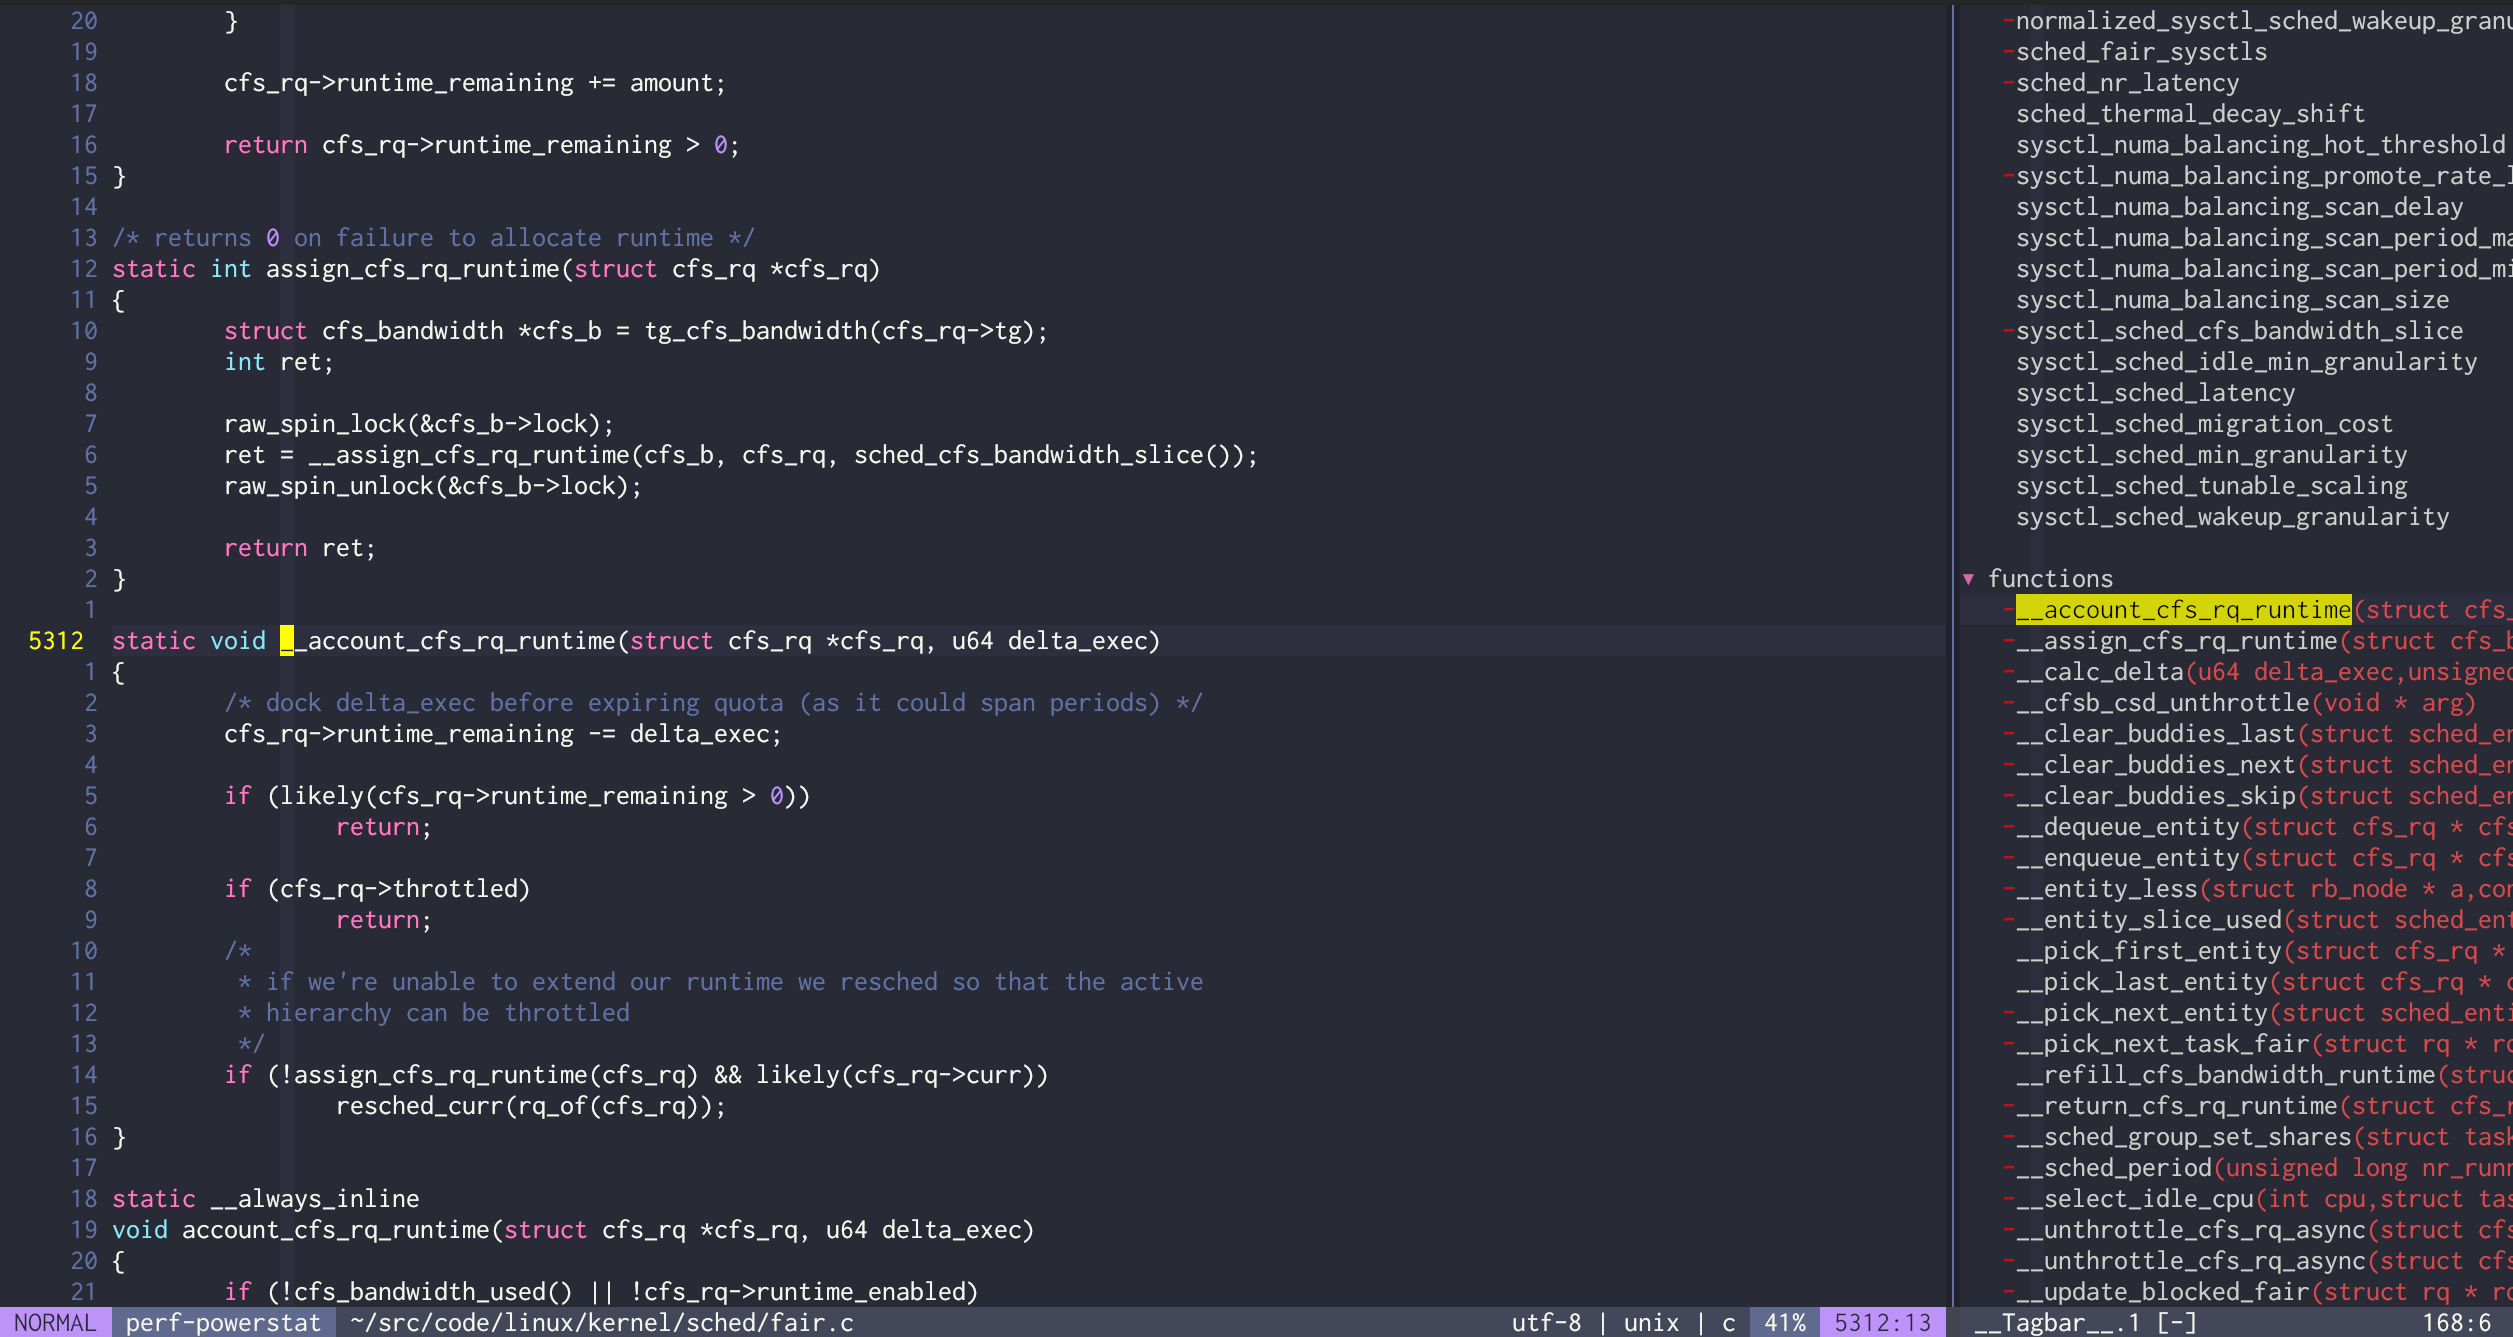 20         }
19
18         cfs_rq->runtime_remaining += amount;
17
16         return cfs_rq->runtime_remaining > 0;
15 }
14
13 /* returns 0 on failure to allocate runtime */
12 static int assign_cfs_rq_runtime(struct cfs_rq *cfs_rq)
11 {
10         struct cfs_bandwidth *cfs_b = tg_cfs_bandwidth(cfs_rq->tg);
9         int ret;
8
7         raw_spin_lock(&cfs_b->lock);
6         ret = __assign_cfs_rq_runtime(cfs_b, cfs_rq, sched_cfs_bandwidth_slice());
5         raw_spin_unlock(&cfs_b->lock);
4
3         return ret;
2 }
1
5312 static void __account_cfs_rq_runtime(struct cfs_rq *cfs_rq, u64 delta_exec)
1 {
2         /* dock delta_exec before expiring quota (as it could span periods) */
3         cfs_rq->runtime_remaining -= delta_exec;
4
5         if (likely(cfs_rq->runtime_remaining > 0))
6                 return;
7
8         if (cfs_rq->throttled)
9                 return;
10         /*
11          * if we're unable to extend our runtime we resched so that the active
12          * hierarchy can be throttled
13          */
14         if (!assign_cfs_rq_runtime(cfs_rq) && likely(cfs_rq->curr))
15                 resched_curr(rq_of(cfs_rq));
16 }
17
18 static __always_inline
19 void account_cfs_rq_runtime(struct cfs_rq *cfs_rq, u64 delta_exec)
20 {
21         if (!cfs_bandwidth_used() || !cfs_rq->runtime_enabled)
NORMAL perf-powerstat ~/src/code/linux/kernel/sched/fair.c utf-8 | unix | c 41% 5312:13
-normalized_sysctl_sched_wakeup_granu
-sched_fair_sysctls
-sched_nr_latency
sched_thermal_decay_shift
sysctl_numa_balancing_hot_threshold
-sysctl_numa_balancing_promote_rate_l
sysctl_numa_balancing_scan_delay
sysctl_numa_balancing_scan_period_ma
sysctl_numa_balancing_scan_period_mi
sysctl_numa_balancing_scan_size
-sysctl_sched_cfs_bandwidth_slice
sysctl_sched_idle_min_granularity
sysctl_sched_latency
sysctl_sched_migration_cost
sysctl_sched_min_granularity
sysctl_sched_tunable_scaling
sysctl_sched_wakeup_granularity
▼ functions
-__account_cfs_rq_runtime(struct cfs_
-__assign_cfs_rq_runtime(struct cfs_b
-__calc_delta(u64 delta_exec,unsigned
-__cfsb_csd_unthrottle(void * arg)
-__clear_buddies_last(struct sched_en
-__clear_buddies_next(struct sched_en
-__clear_buddies_skip(struct sched_en
-__dequeue_entity(struct cfs_rq * cfs
-__enqueue_entity(struct cfs_rq * cfs
-__entity_less(struct rb_node * a,con
-__entity_slice_used(struct sched_ent
__pick_first_entity(struct cfs_rq *
__pick_last_entity(struct cfs_rq * c
-__pick_next_entity(struct sched_enti
-__pick_next_task_fair(struct rq * rq
__refill_cfs_bandwidth_runtime(struc
-__return_cfs_rq_runtime(struct cfs_r
-__sched_group_set_shares(struct task
-__sched_period(unsigned long nr_runn
-__select_idle_cpu(int cpu,struct tas
-__unthrottle_cfs_rq_async(struct cfs
-__unthrottle_cfs_rq_async(struct cfs
-__update_blocked_fair(struct rq * rq
__Tagbar__.1 [-] 168:6